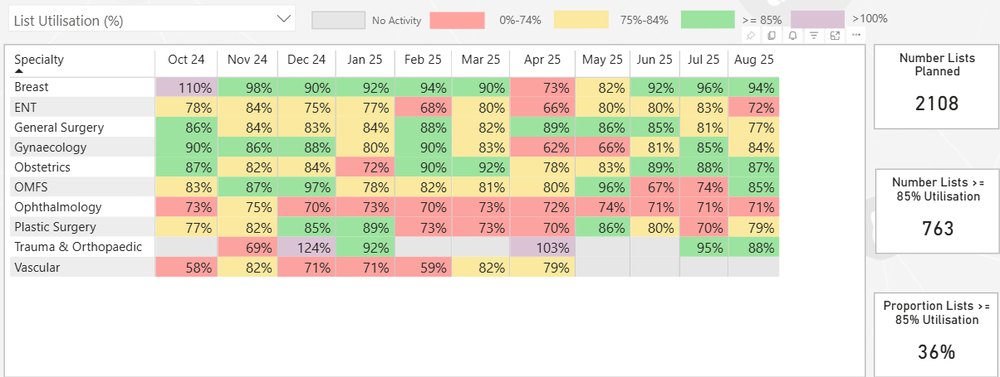 List Utilisation (%)
No Activity 0%-74% 75%-84% >= 85% >100%
Specialty Oct 24 Nov 24 Dec 24 Jan 25 Feb 25 Mar 25 Apr 25 May 25 Jun 25 Jul 25 Aug 25
Breast 110% 98% 90% 92% 94% 90% 73% 82% 92% 96% 94%
ENT 78% 84% 75% 77% 68% 80% 66% 80% 80% 83% 72%
General Surgery 86% 84% 83% 84% 88% 82% 89% 86% 85% 81% 77%
Gynaecology 90% 86% 88% 80% 90% 83% 62% 66% 81% 85% 84%
Obstetrics 87% 82% 84% 72% 90% 92% 78% 83% 89% 88% 87%
OMFS 83% 87% 97% 78% 82% 81% 80% 96% 67% 74% 85%
Ophthalmology 73% 75% 70% 73% 70% 73% 72% 74% 71% 71% 71%
Plastic Surgery 77% 82% 85% 89% 73% 73% 70% 86% 80% 70% 79%
Trauma & Orthopaedic 69% 124% 92% 103% 95% 88%
Vascular 58% 82% 71% 71% 59% 82% 79%
Number Lists
Planned
2108
Number Lists >=
85% Utilisation
763
Proportion Lists >=
85% Utilisation
36%